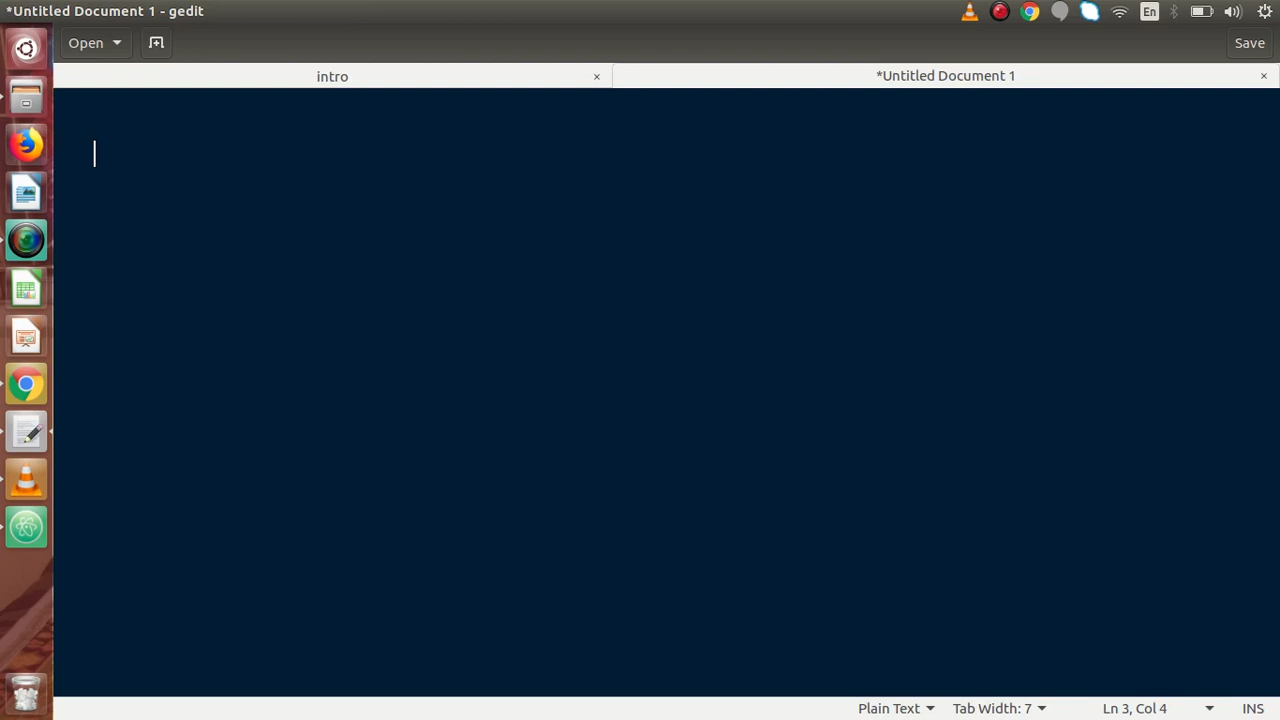 *Untitled Document 1 - gedit
En
Open
Save
intro ×
*Untitled Document 1 ×
Plain Text
Tab Width: 7
Ln 3, Col 4
INS